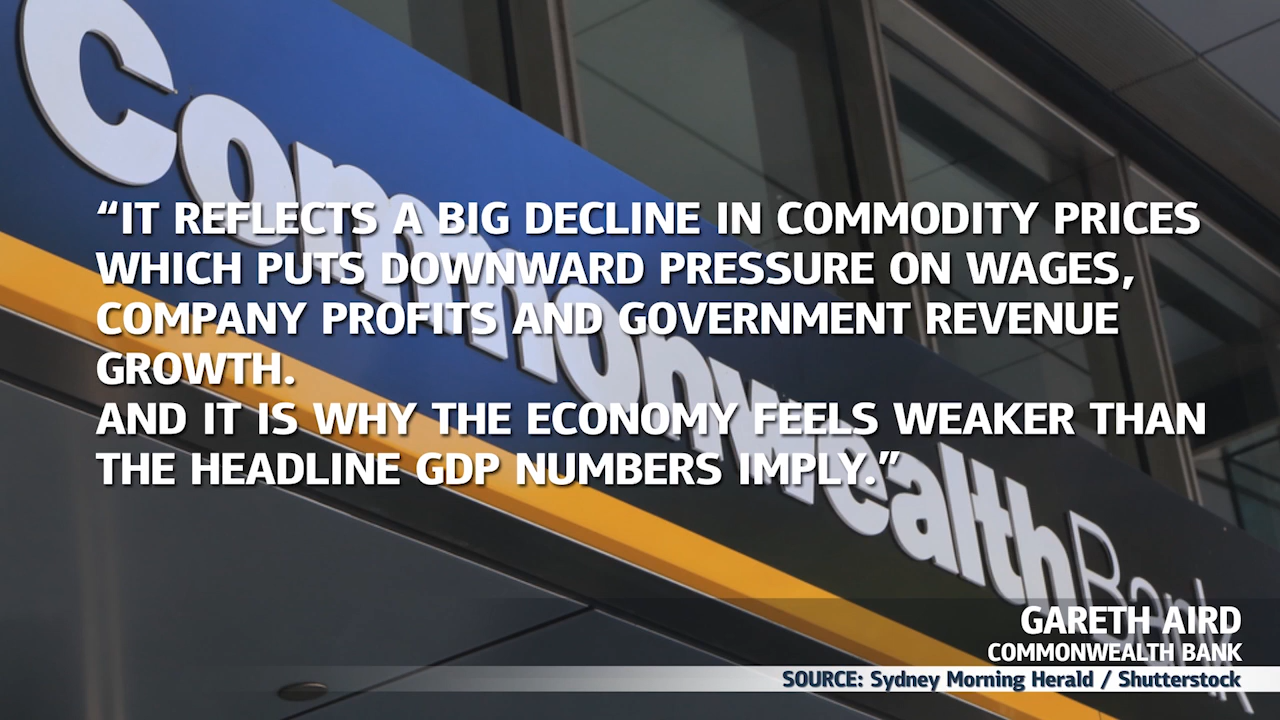 Commonwealth Bank
“IT REFLECTS A BIG DECLINE IN COMMODITY PRICES
WHICH PUTS DOWNWARD PRESSURE ON WAGES,
COMPANY PROFITS AND GOVERNMENT REVENUE
GROWTH.
AND IT IS WHY THE ECONOMY FEELS WEAKER THAN
THE HEADLINE GDP NUMBERS IMPLY.”
GARETH AIRD
COMMONWEALTH BANK
SOURCE: Sydney Morning Herald / Shutterstock